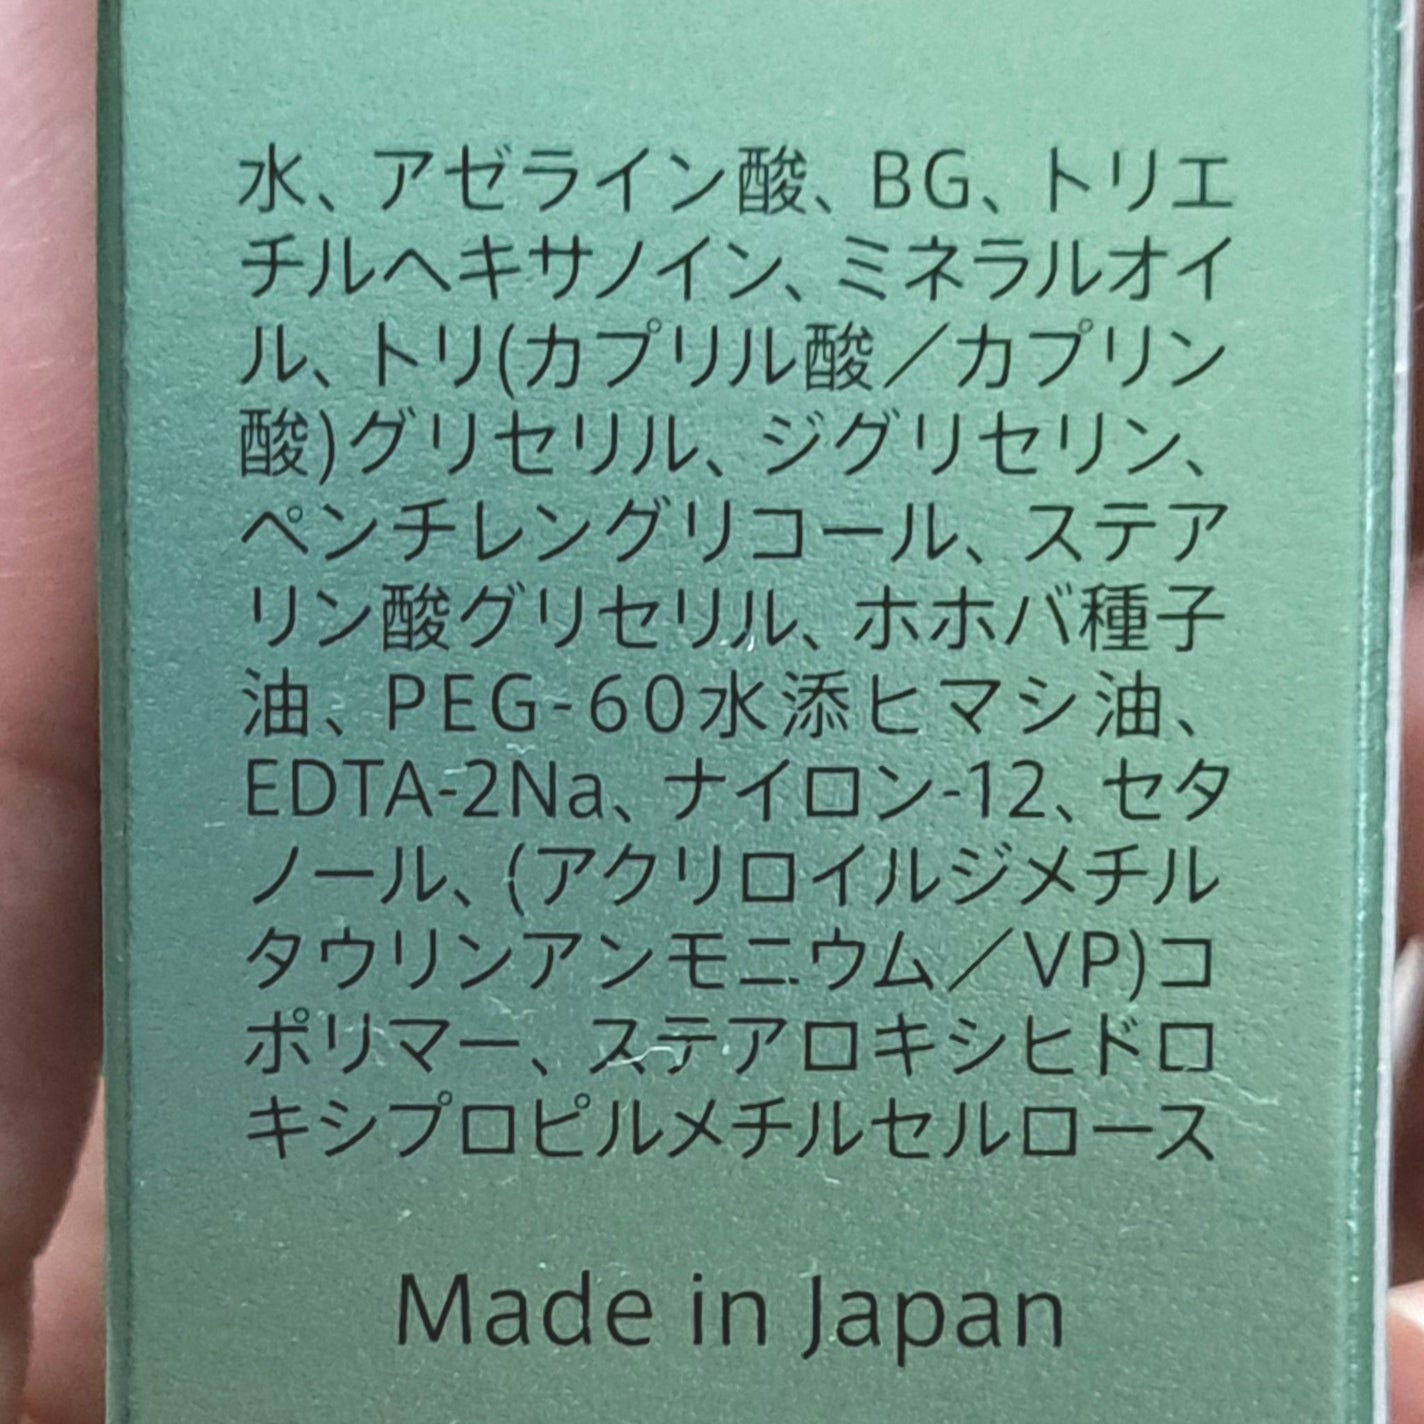 水、アゼライン酸、BG、トリエ
チルヘキサノイン、ミネラルオイ
ル、トリ(カプリル酸／カプリン
酸)グリセリル、ジグリセリン、
ペンチレングリコール、ステア
リン酸グリセリル、ホホバ種子
油、PEG-60水添ヒマシ油、
EDTA-2Na、ナイロン-12、セタ
ノール、(アクリロイルジメチル
タウリンアンモニウム／VP)コ
ポリマー、ステアロキシヒドロ
キシプロピルメチルセルロース
Made in Japan